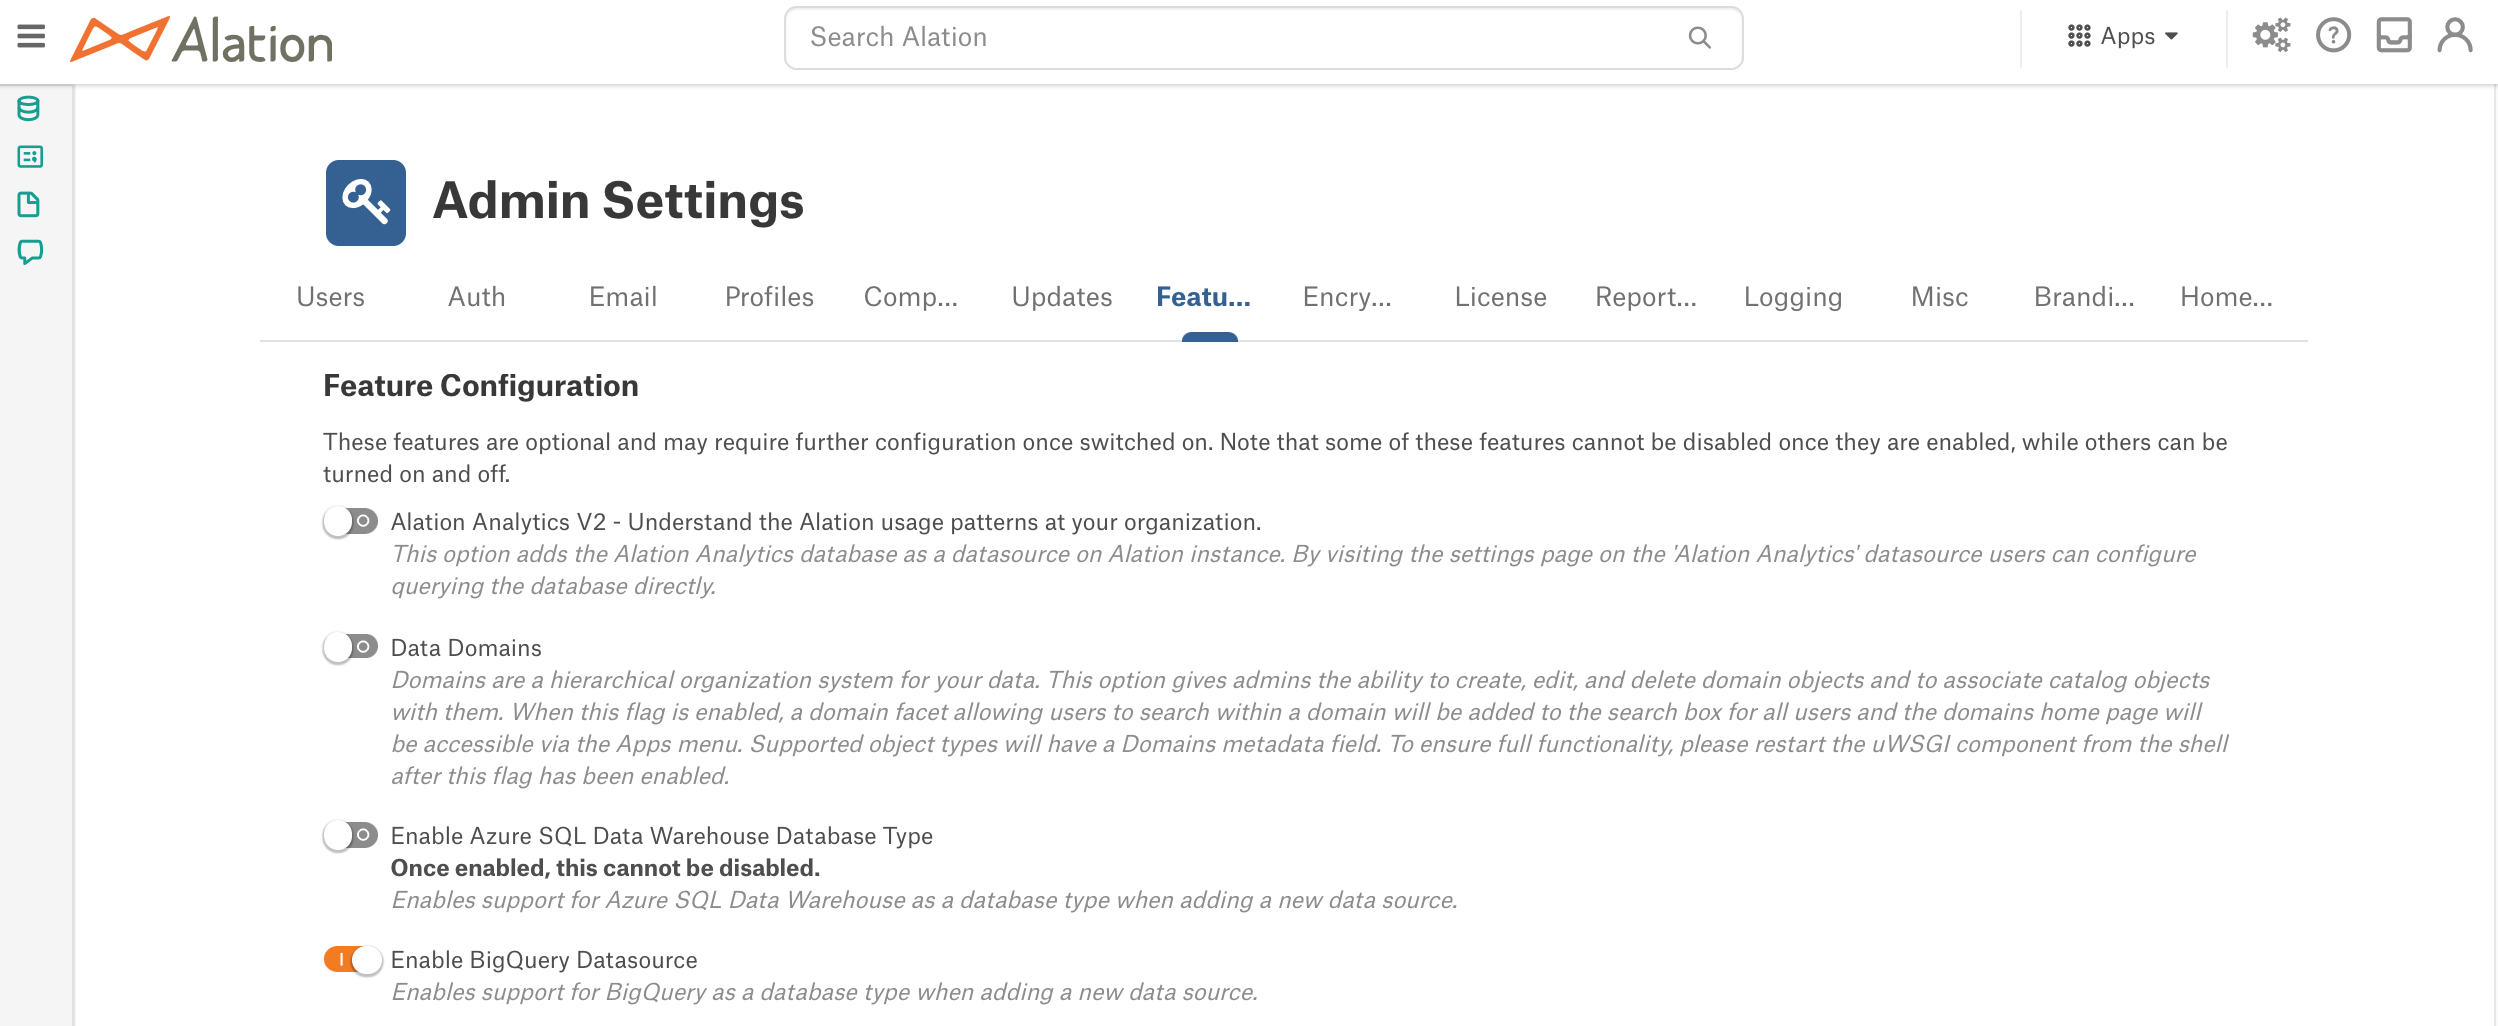 Alation
Search Alation
Apps
Admin Settings
Users Auth Email Profiles Comp... Updates Featu... Encry... License Report... Logging Misc Brandi... Home...
Feature Configuration
These features are optional and may require further configuration once switched on. Note that some of these features cannot be disabled once they are enabled, while others can be
turned on and off.
Alation Analytics V2 - Understand the Alation usage patterns at your organization.
This option adds the Alation Analytics database as a datasource on Alation instance. By visiting the settings page on the 'Alation Analytics' datasource users can configure
querying the database directly.
Data Domains
Domains are a hierarchical organization system for your data. This option gives admins the ability to create, edit, and delete domain objects and to associate catalog objects
with them. When this flag is enabled, a domain facet allowing users to search within a domain will be added to the search box for all users and the domains home page will
be accessible via the Apps menu. Supported object types will have a Domains metadata field. To ensure full functionality, please restart the uWSGI component from the shell
after this flag has been enabled.
Enable Azure SQL Data Warehouse Database Type
Once enabled, this cannot be disabled.
Enables support for Azure SQL Data Warehouse as a database type when adding a new data source.
Enable BigQuery Datasource
Enables support for BigQuery as a database type when adding a new data source.